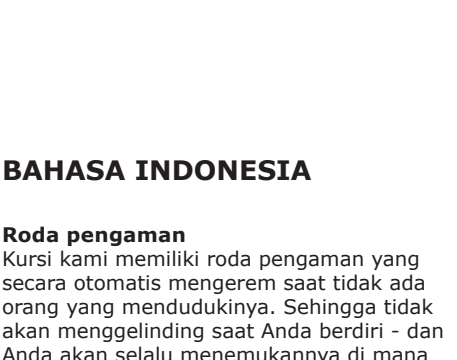 BAHASA INDONESIA
Roda pengaman
Kursi kami memiliki roda pengaman yang
secara otomatis mengerem saat tidak ada
orang yang mendudukinya. Sehingga tidak
akan menggelinding saat Anda berdiri - dan
Anda akan selalu menemukannya di mana